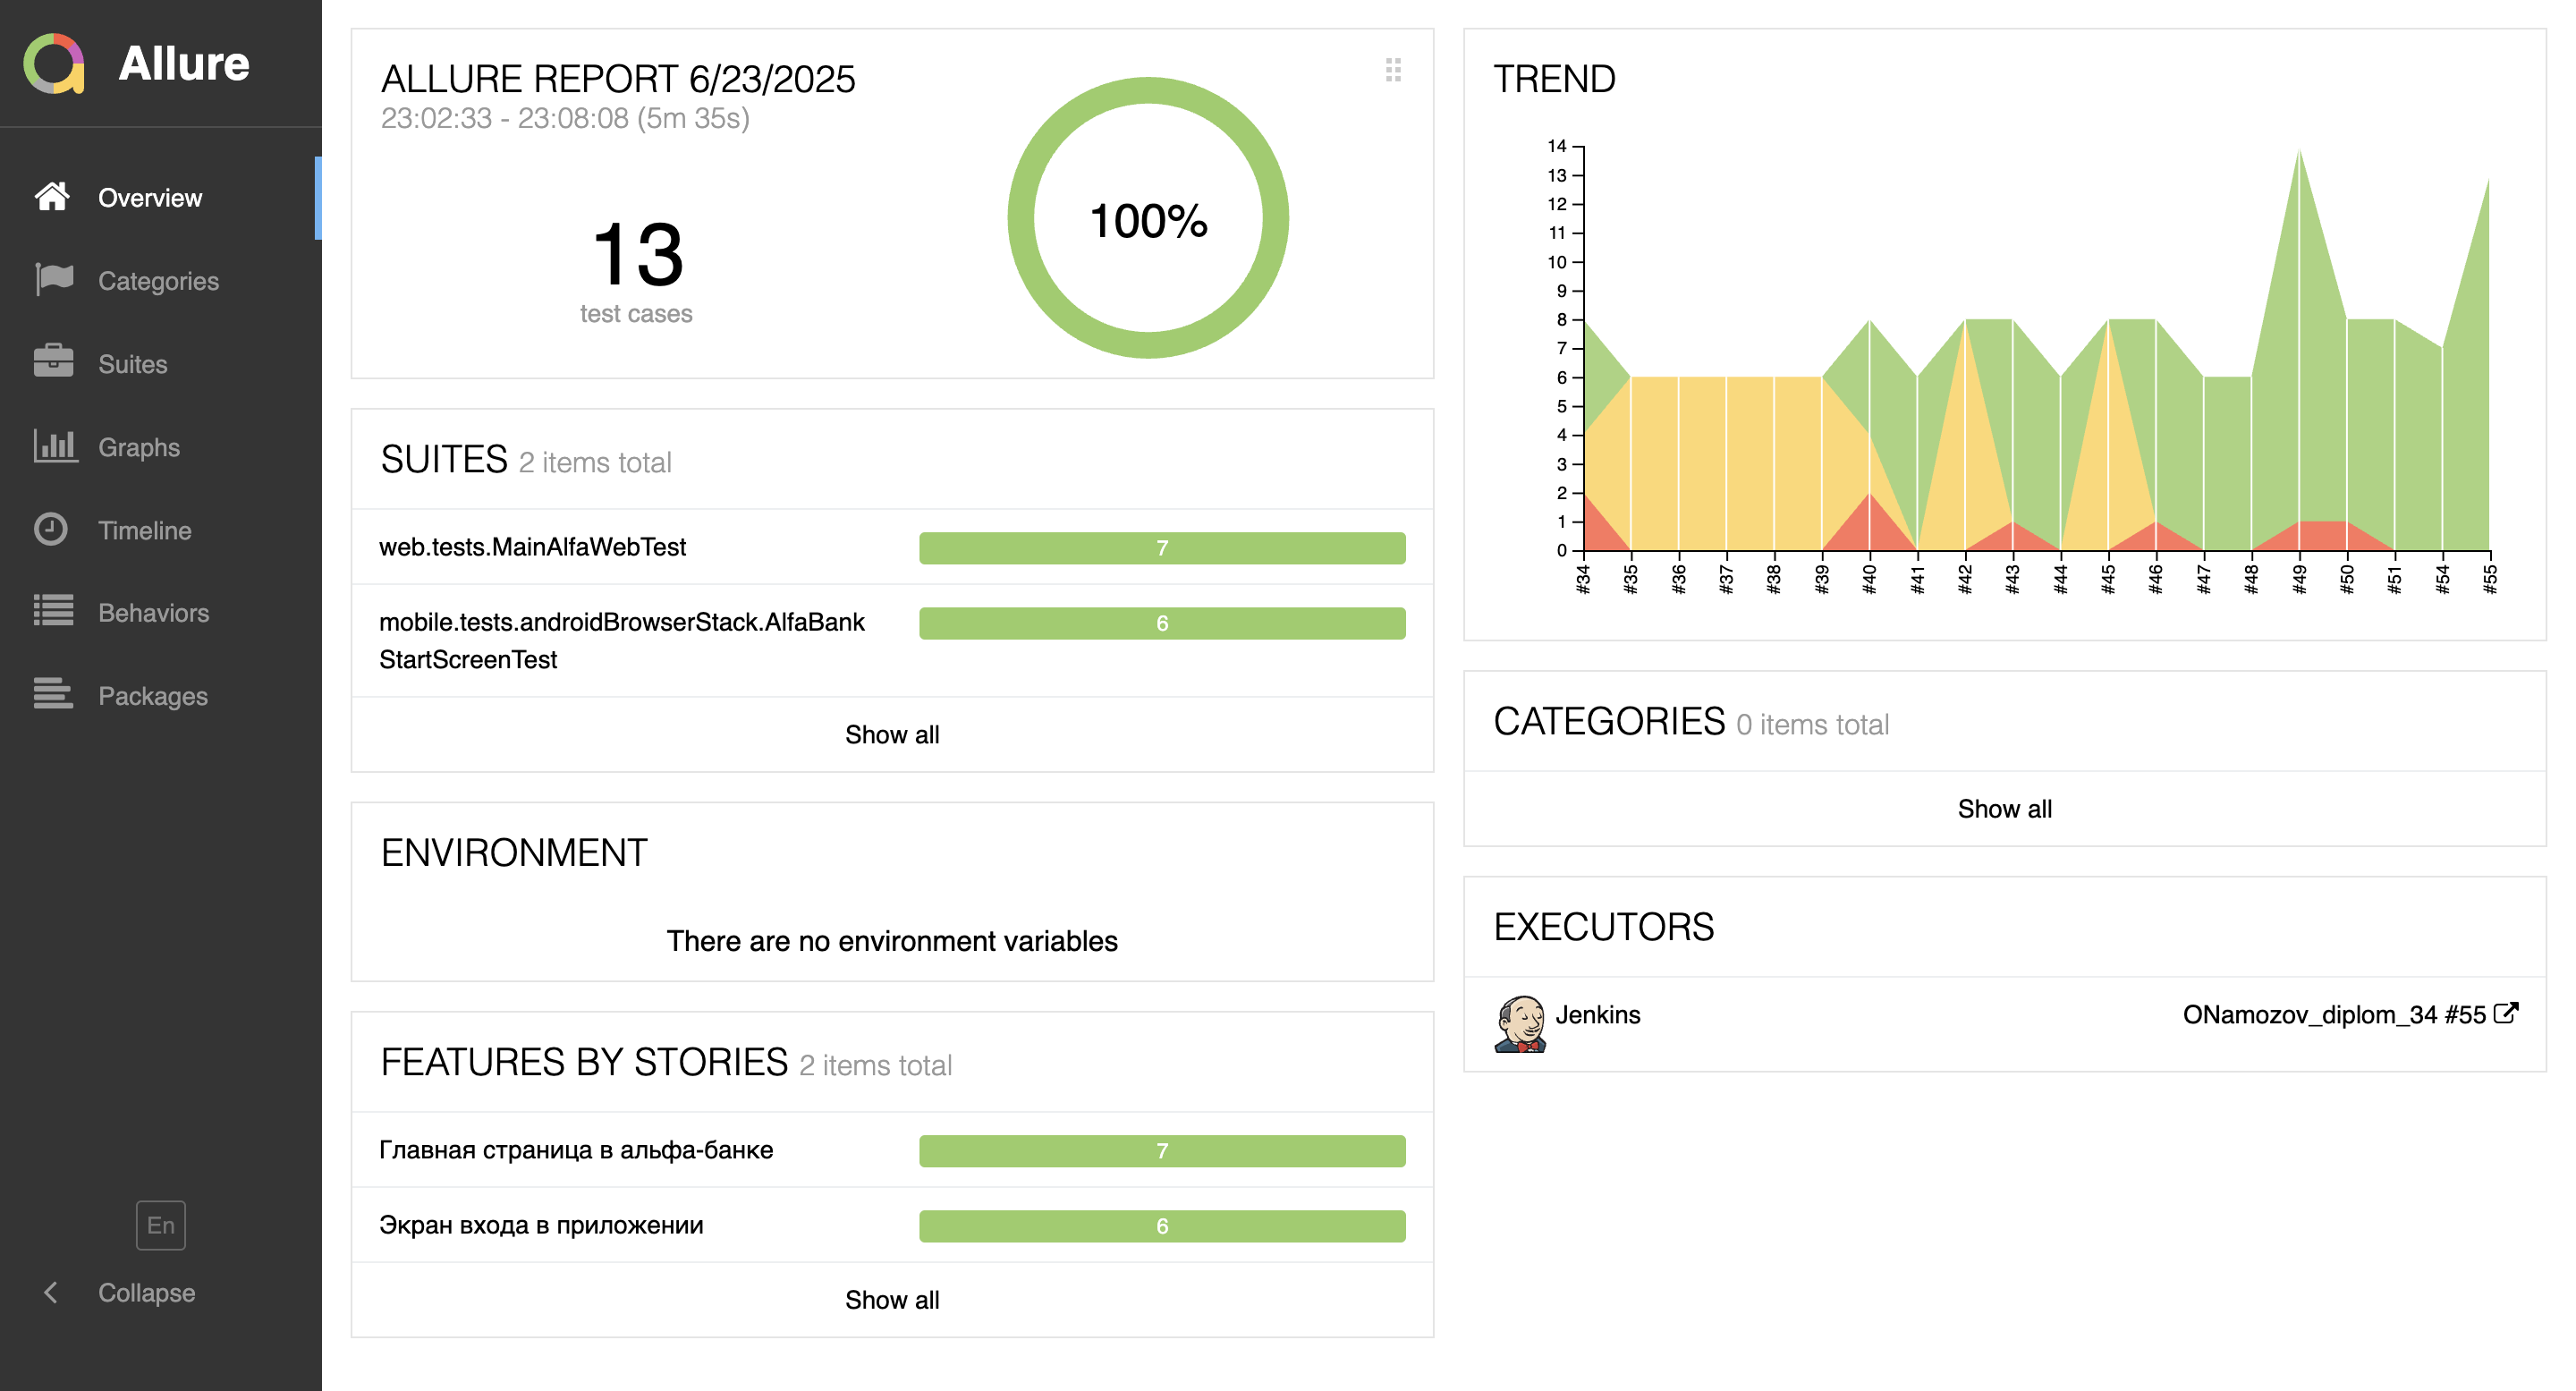 Allure
Overview
Categories
Suites
Graphs
Timeline
Behaviors
Packages
En
Collapse
ALLURE REPORT 6/23/2025
23:02:33 - 23:08:08 (5m 35s)
13
test cases
100%
SUITES 2 items total
web.tests.MainAlfaWebTest 7
mobile.tests.androidBrowserStack.AlfaBank 6
StartScreenTest
Show all
ENVIRONMENT
There are no environment variables
FEATURES BY STORIES 2 items total
Главная страница в альфа-банке 7
Экран входа в приложении 6
Show all
TREND
14
13
12
11
10
9
8
7
6
5
4
3
2
1
0
#34 #35 #36 #37 #38 #39 #40 #41 #42 #43 #44 #45 #46 #47 #48 #49 #50 #51 #54 #55
CATEGORIES 0 items total
Show all
EXECUTORS
Jenkins ONamozov_diplom_34 #55